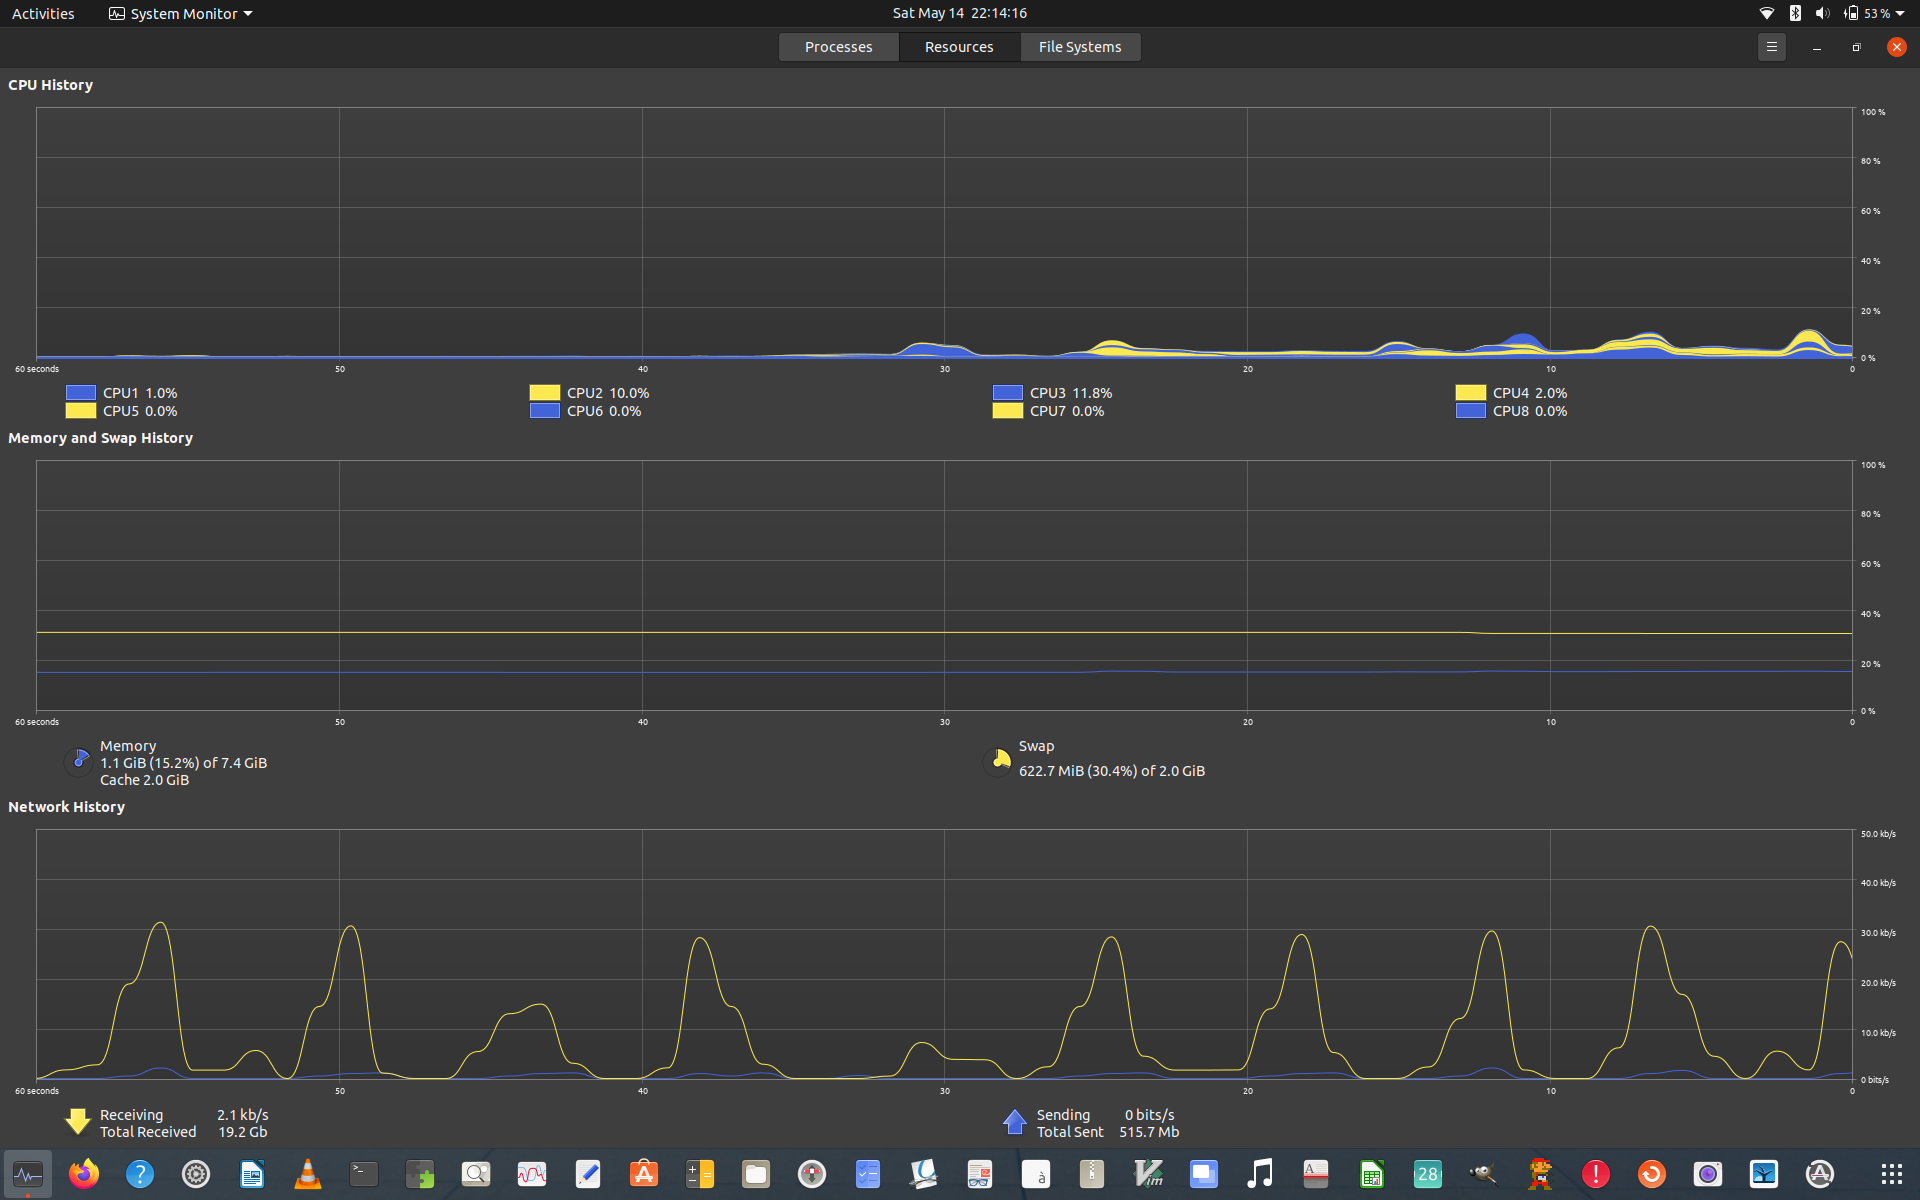 Activities System Monitor Sat May 14 22:14:16 53 %
Processes Resources File Systems
CPU History
100 %
80 %
60 %
40 %
20 %
0 %
60 seconds 50 40 30 20 10 0
CPU1 1.0% CPU2 10.0% CPU3 11.8% CPU4 2.0%
CPU5 0.0% CPU6 0.0% CPU7 0.0% CPU8 0.0%
Memory and Swap History
100 %
80 %
60 %
40 %
20 %
0 %
60 seconds 50 40 30 20 10 0
Memory
1.1 GiB (15.2%) of 7.4 GiB
Cache 2.0 GiB
Swap
622.7 MiB (30.4%) of 2.0 GiB
Network History
50.0 kb/s
40.0 kb/s
30.0 kb/s
20.0 kb/s
10.0 kb/s
0 bits/s
60 seconds 50 40 30 20 10 0
Receiving 2.1 kb/s
Total Received 19.2 Gb
Sending 0 bits/s
Total Sent 515.7 Mb
? >_ à Vim A 28 !